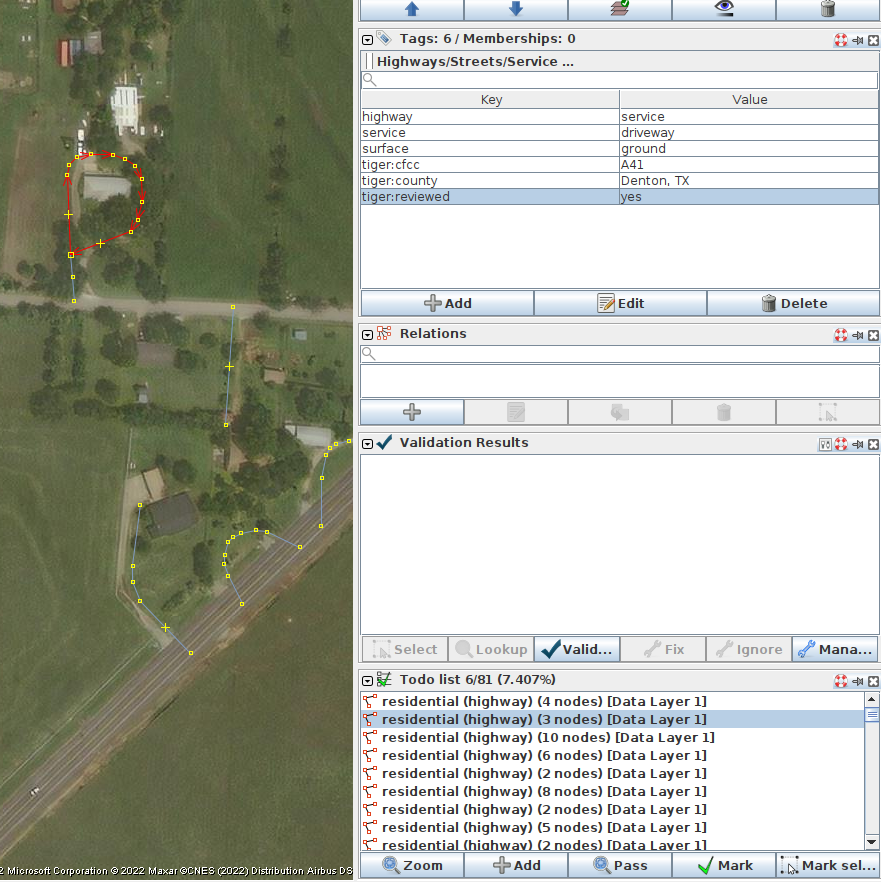 Tags: 6 / Memberships: 0
Highways/Streets/Service ...
Key Value
highway service
service driveway
surface ground
tiger:cfcc A41
tiger:county Denton, TX
tiger:reviewed yes
Add Edit Delete
Relations
Validation Results
Select Lookup Valid... Fix Ignore Mana...
Todo list 6/81 (7.407%)
residential (highway) (4 nodes) [Data Layer 1]
residential (highway) (3 nodes) [Data Layer 1]
residential (highway) (10 nodes) [Data Layer 1]
residential (highway) (6 nodes) [Data Layer 1]
residential (highway) (2 nodes) [Data Layer 1]
residential (highway) (8 nodes) [Data Layer 1]
residential (highway) (2 nodes) [Data Layer 1]
residential (highway) (5 nodes) [Data Layer 1]
residential (highway) (2 nodes) [Data Layer 1]
Zoom Add Pass Mark Mark sel...
2 Microsoft Corporation © 2022 Maxar ©CNES (2022) Distribution Airbus DS